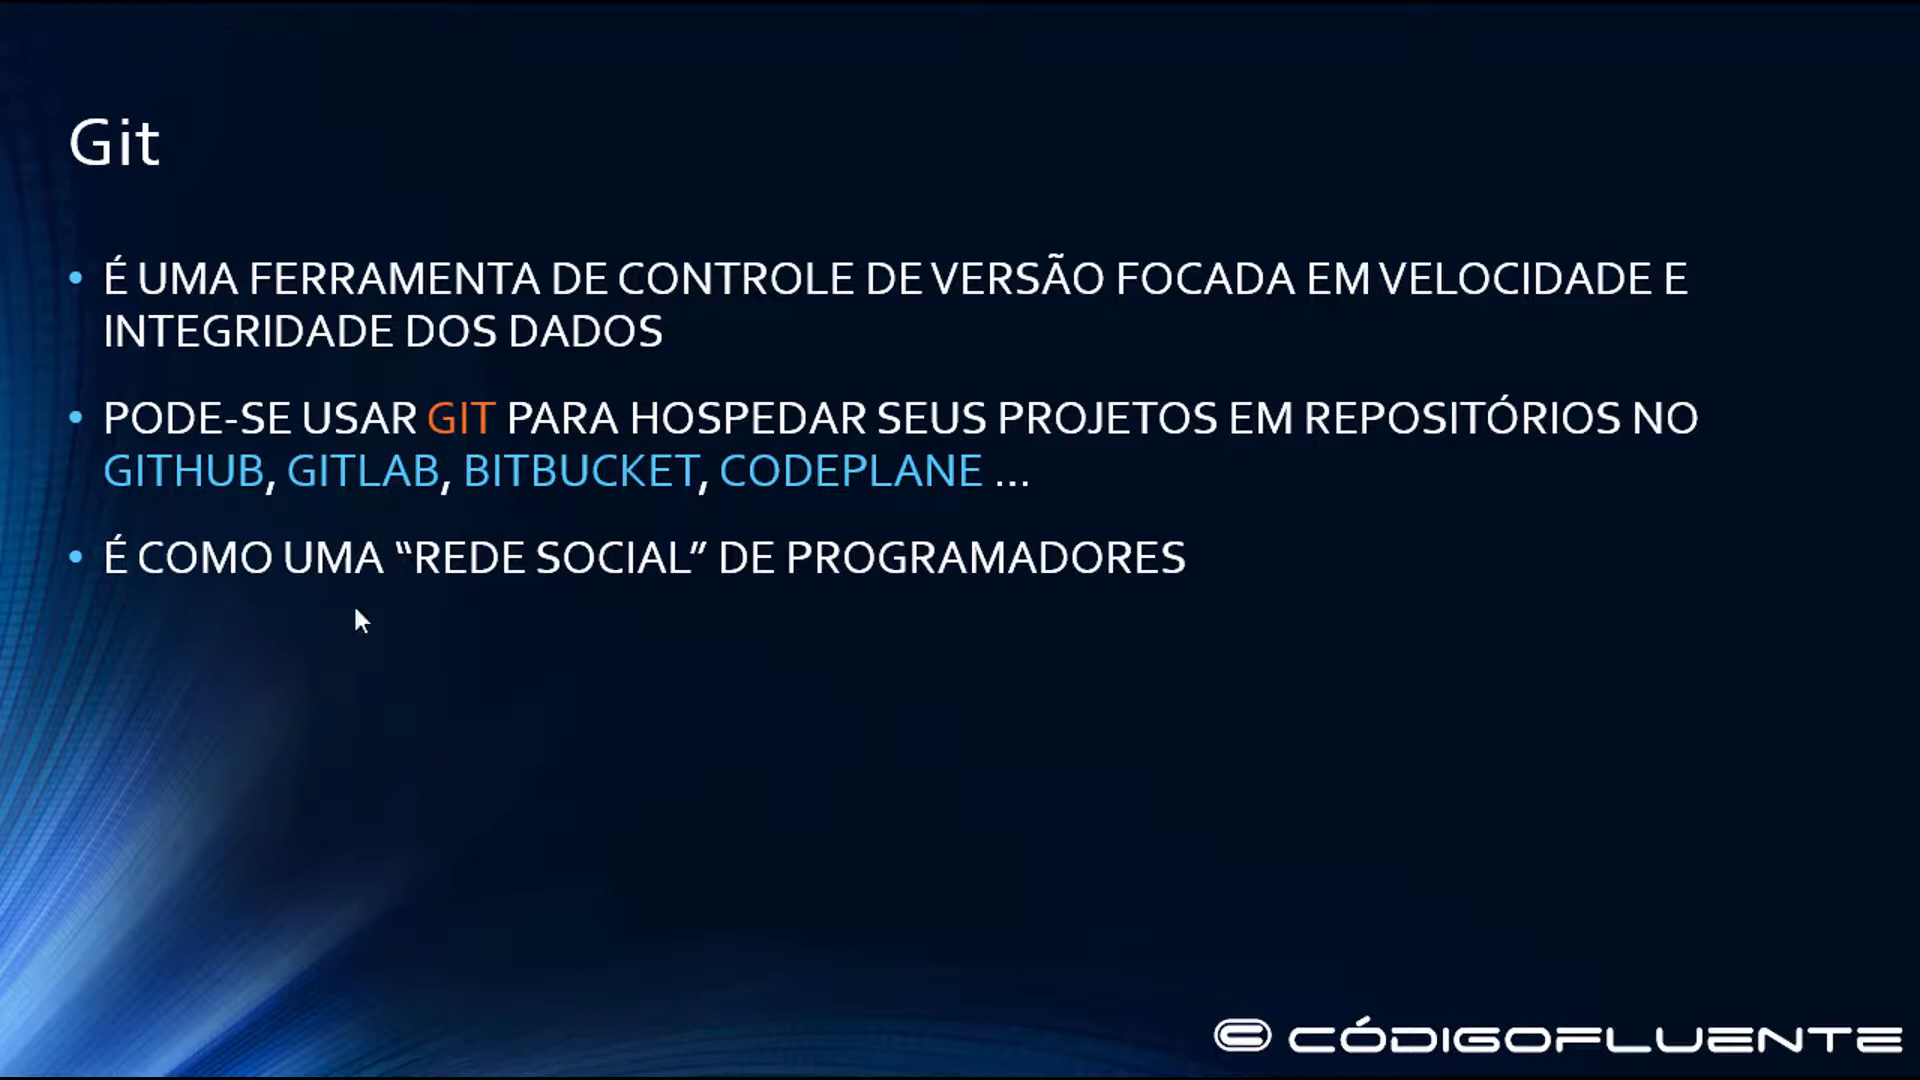 Git
• É UMA FERRAMENTA DE CONTROLE DE VERSÃO FOCADA EM VELOCIDADE E
INTEGRIDADE DOS DADOS
• PODE-SE USAR GIT PARA HOSPEDAR SEUS PROJETOS EM REPOSITÓRIOS NO
GITHUB, GITLAB, BITBUCKET, CODEPLANE ...
• É COMO UMA “REDE SOCIAL” DE PROGRAMADORES
CÓDIGOFLUENTE